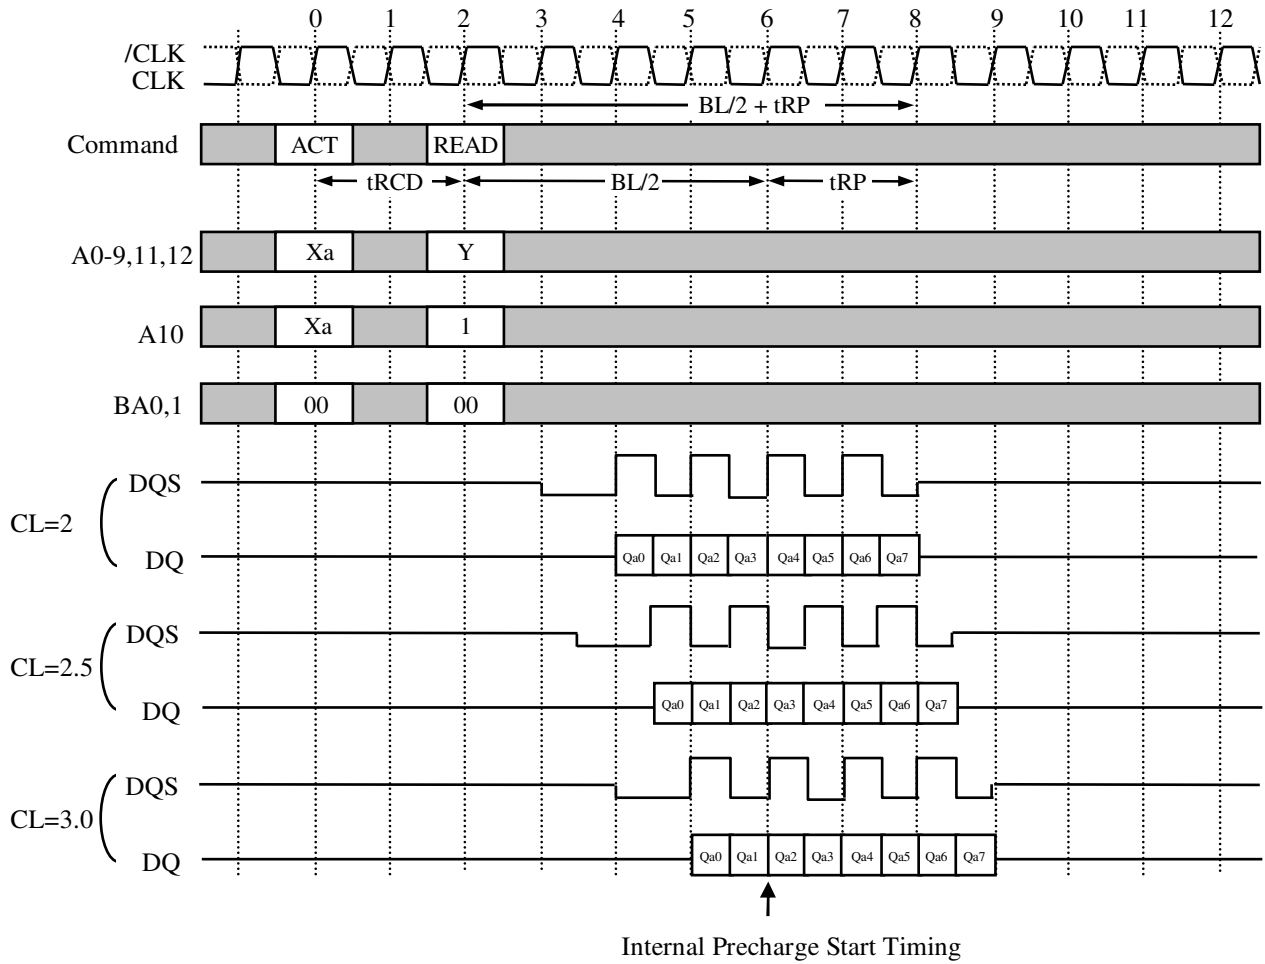 0 1 2 3 4 5 6 7 8 9 10 11 12
/CLK
CLK
BL/2 + tRP
Command ACT READ
tRCD BL/2 tRP
A0-9,11,12 Xa Y
A10 Xa 1
BA0,1 00 00
DQS
CL=2
DQ Qa0 Qa1 Qa2 Qa3 Qa4 Qa5 Qa6 Qa7
DQS
CL=2.5
DQ Qa0 Qa1 Qa2 Qa3 Qa4 Qa5 Qa6 Qa7
DQS
CL=3.0
DQ Qa0 Qa1 Qa2 Qa3 Qa4 Qa5 Qa6 Qa7
Internal Precharge Start Timing